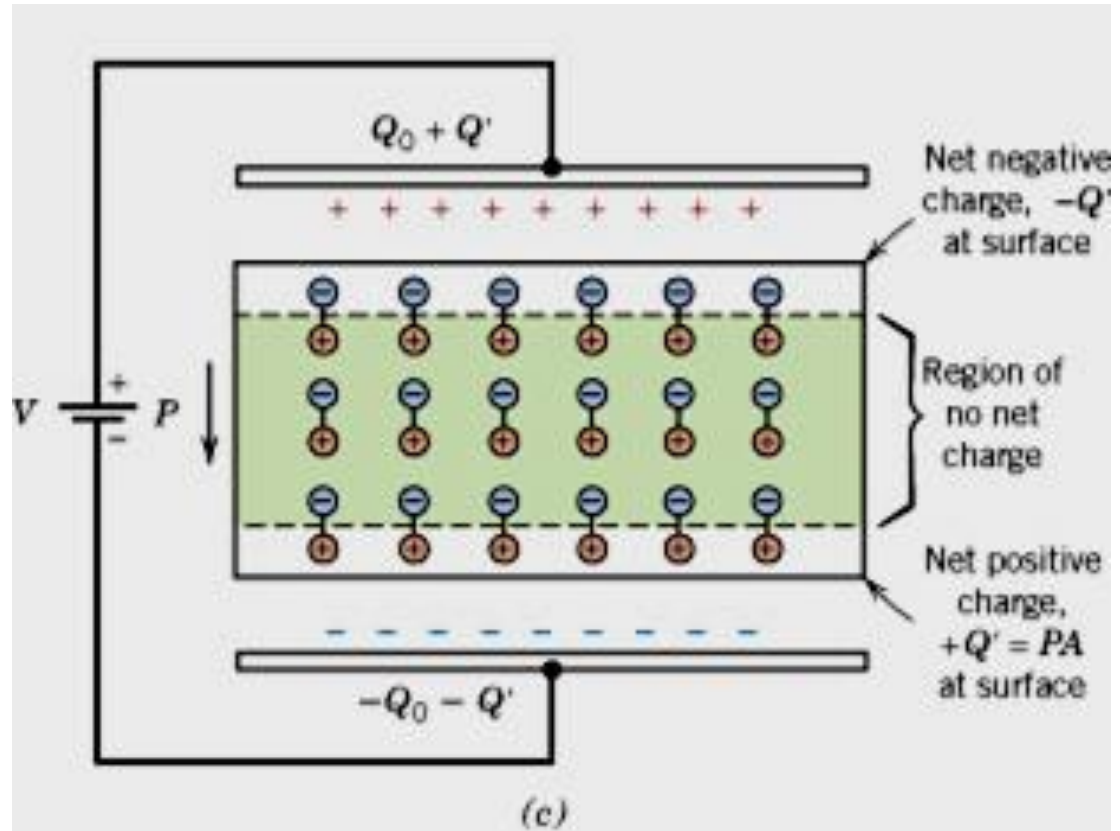 Q₀ + Q'
+ + + + + + + + +
Net negative
charge, −Q'
at surface
− − − − − −
+ + + + + +
− − − − − −
+ + + + + +
− − − − − −
+ + + + + +
V
+
−
P
Region of
no net
charge
Net positive
charge,
+Q' = PA
at surface
− − − − − − − − −
−Q₀ − Q'
(c)